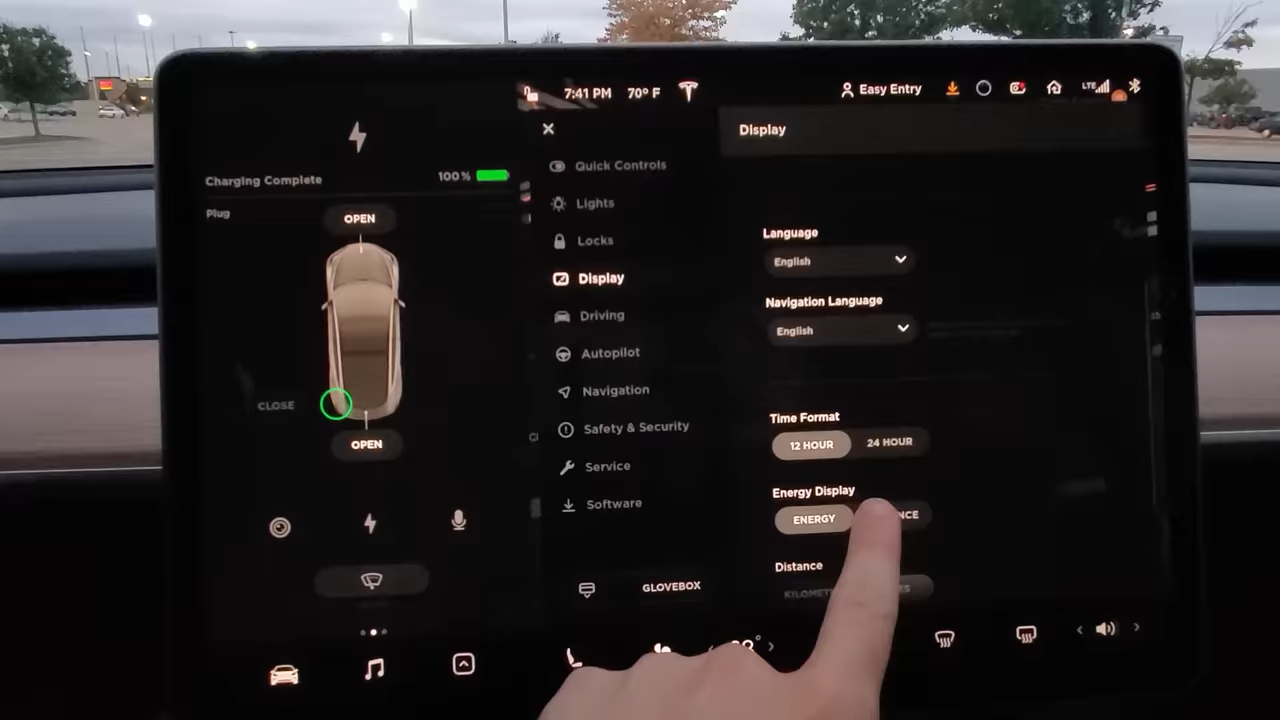 7:41 PM 70° F
Easy Entry
LTE
Charging Complete
100%
Plug
OPEN
CLOSE
OPEN
Quick Controls
Lights
Locks
Display
Driving
Autopilot
Navigation
Safety & Security
Service
Software
GLOVEBOX
Display
Language
English
Navigation Language
English
Time Format
12 HOUR 24 HOUR
Energy Display
ENERGY
Distance